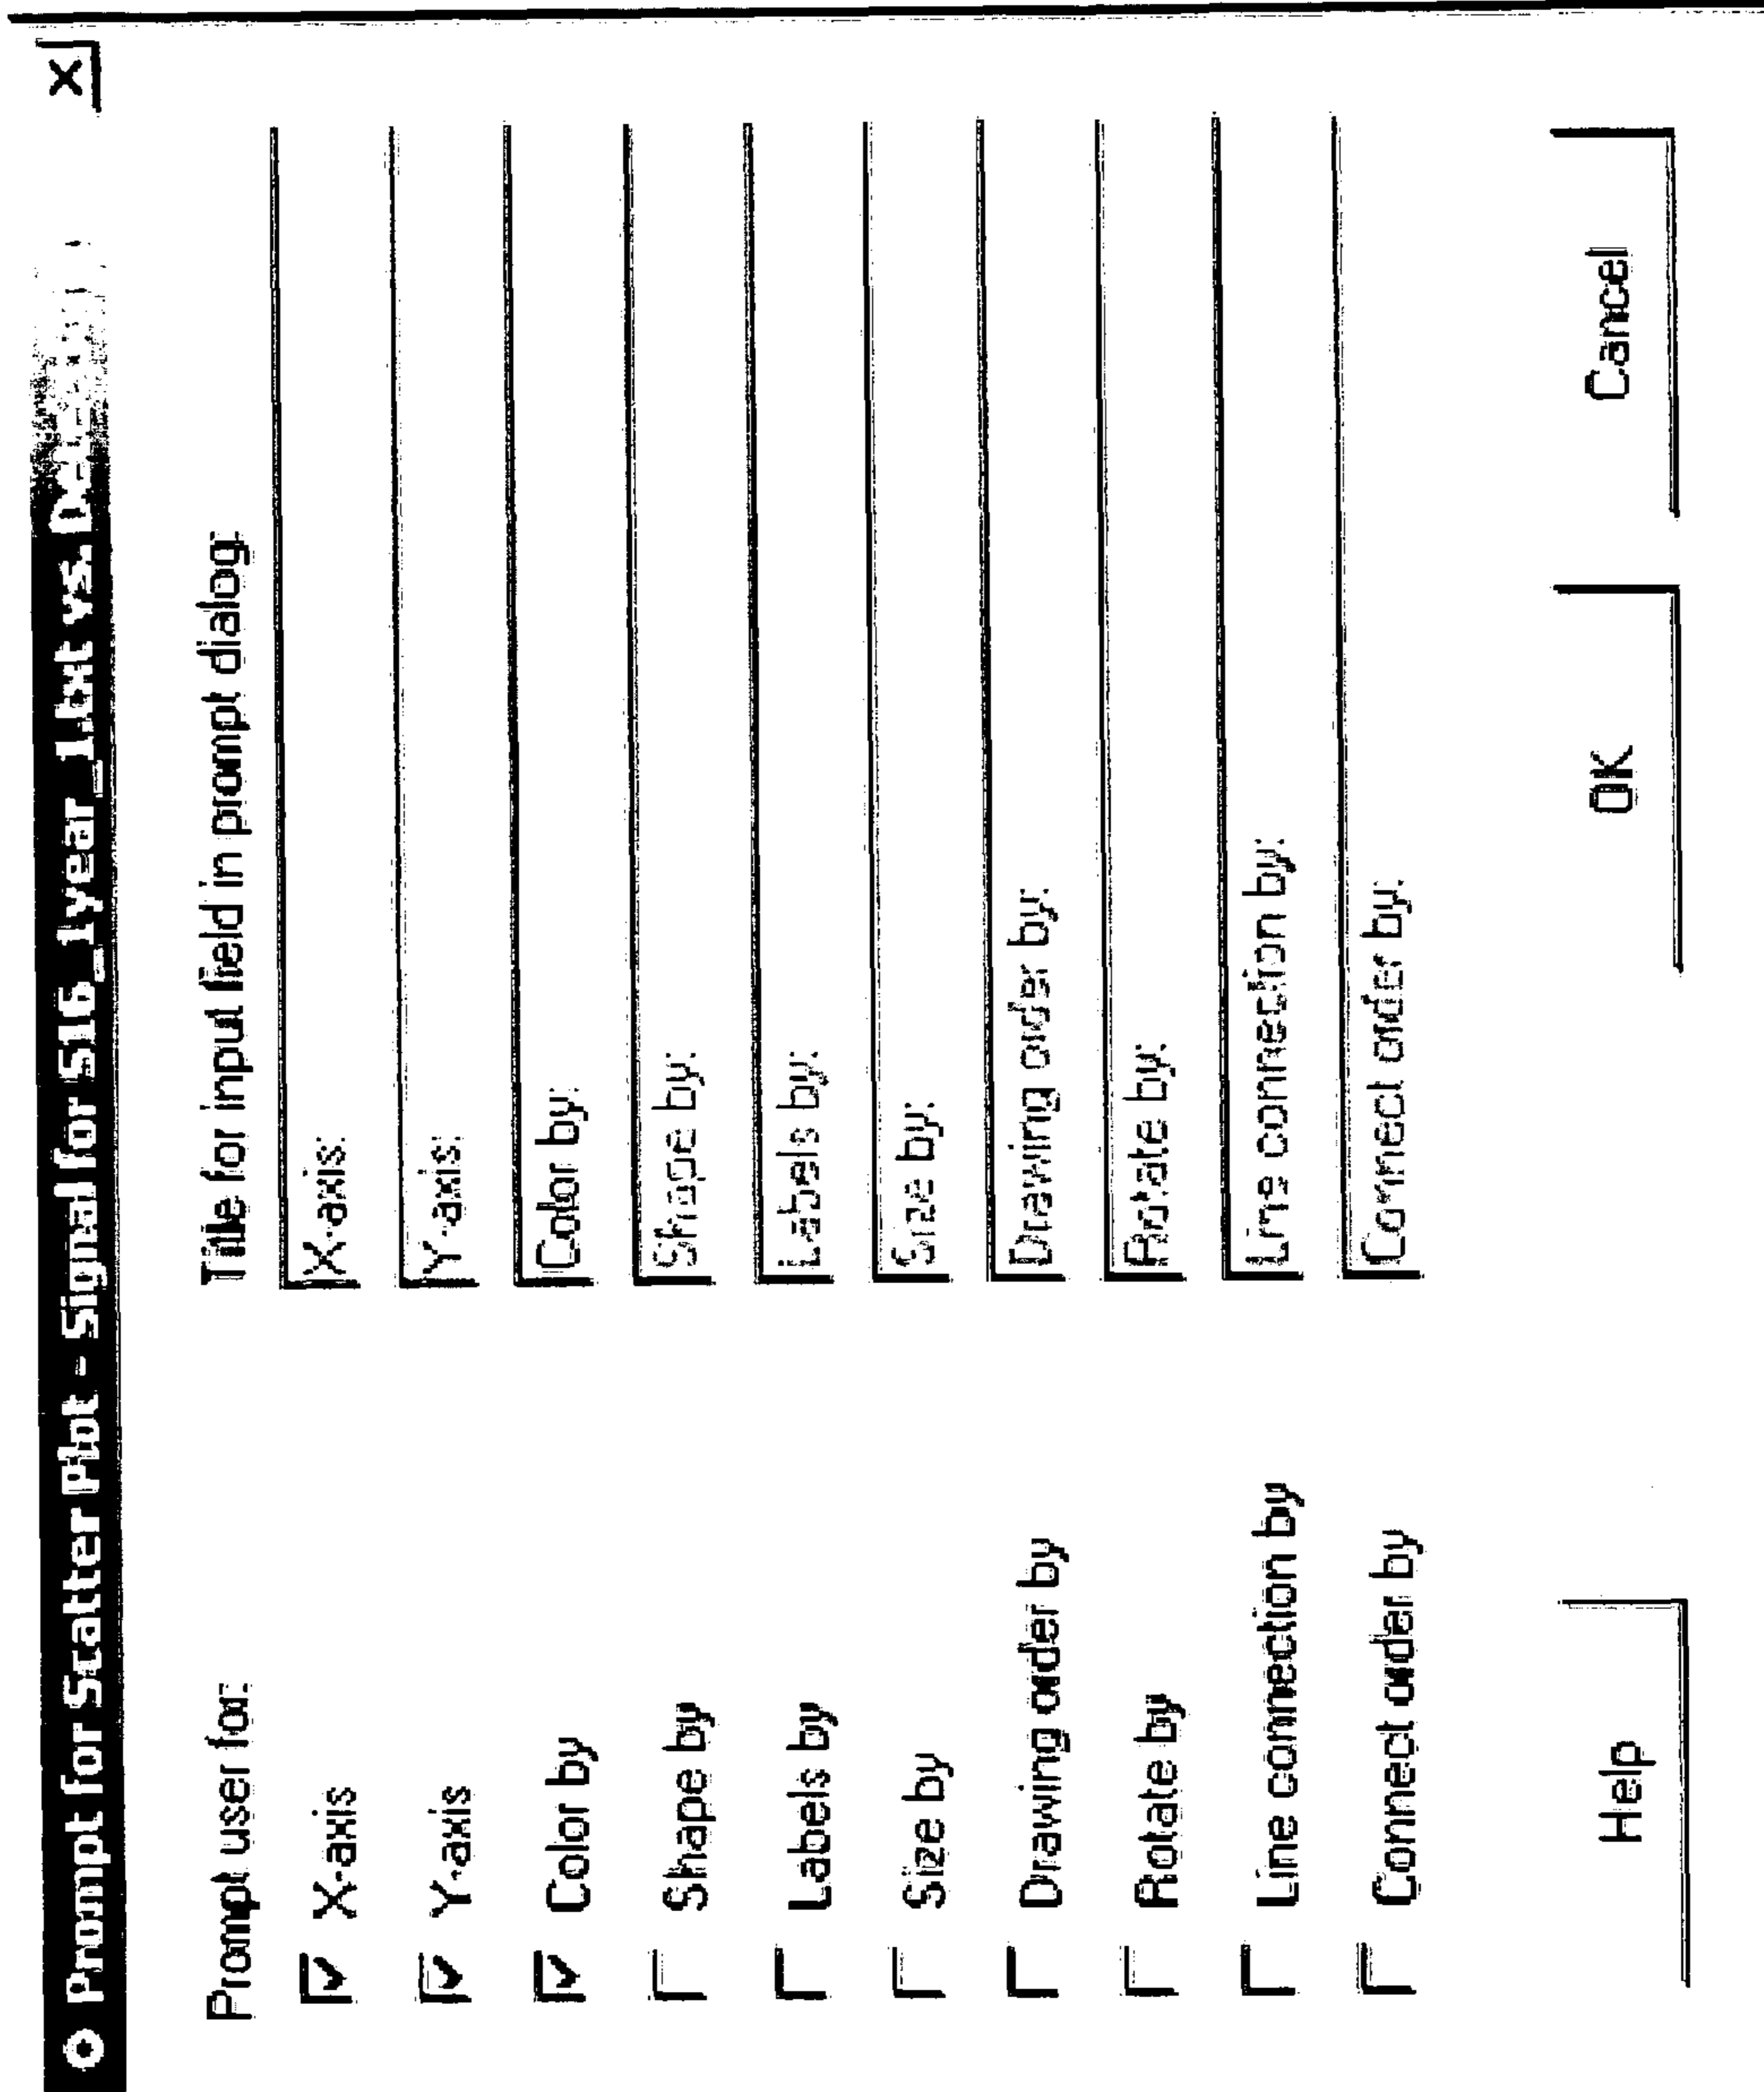 Prompt for Scatter Plot - Signal for 516_1year_1.txt vs.
Prompt user for:
Title for input field in prompt dialog:
X-axis
X-axis:
Y-axis
Y-axis:
Color by
Color by:
Shape by
Shape by:
Labels by
Labels by:
Size by
Size by:
Drawing order by
Drawing order by:
Rotate by
Rotate by:
Line connection by
Line connection by:
Connect order by
Connect order by:
Help
OK
Cancel